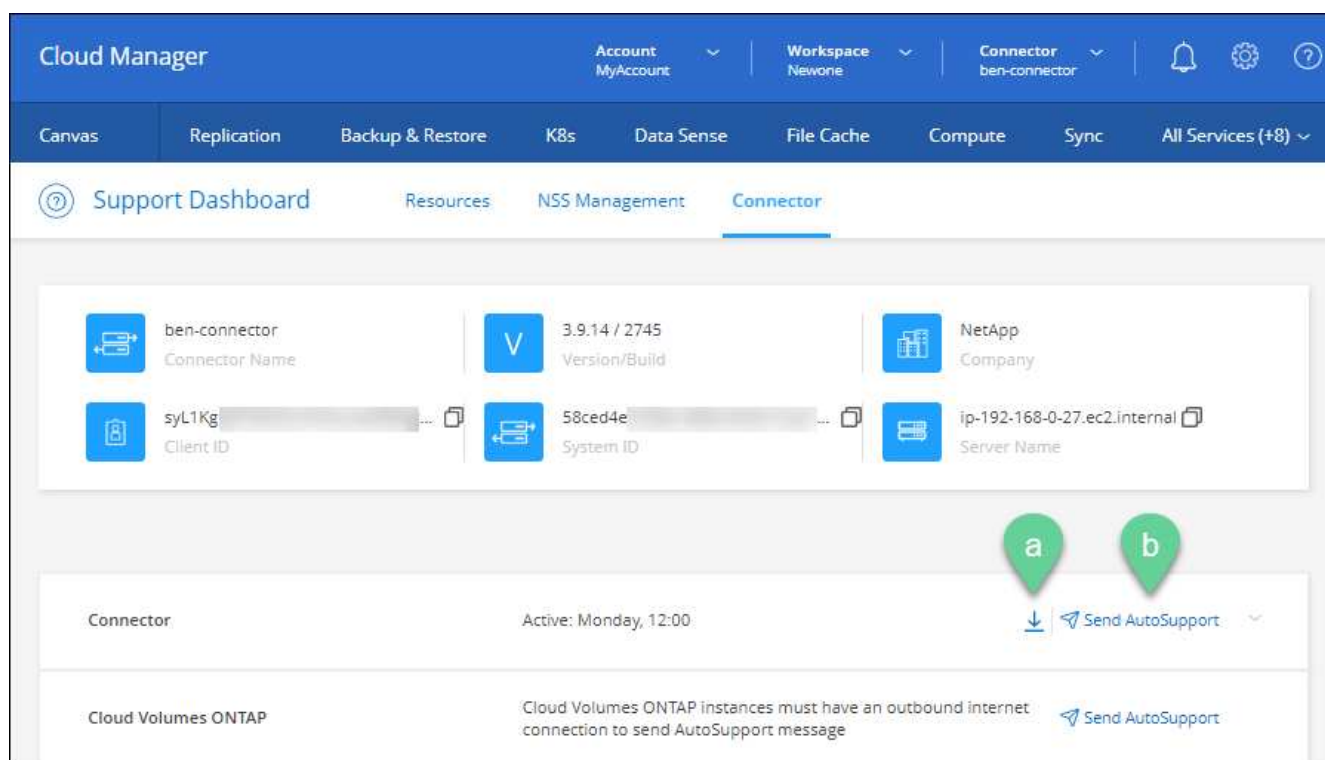 Cloud Manager
Account
MyAccount
Workspace
Newone
Connector
ben-connector
Canvas Replication Backup & Restore K8s Data Sense File Cache Compute Sync All Services (+8)
Support Dashboard Resources NSS Management Connector
ben-connector
Connector Name
V
3.9.14 / 2745
Version/Build
NetApp
Company
syL1Kg ...
Client ID
58ced4e ...
System ID
ip-192-168-0-27.ec2.internal
Server Name
a b
Connector Active: Monday, 12:00 Send AutoSupport
Cloud Volumes ONTAP
Cloud Volumes ONTAP instances must have an outbound internet
connection to send AutoSupport message
Send AutoSupport